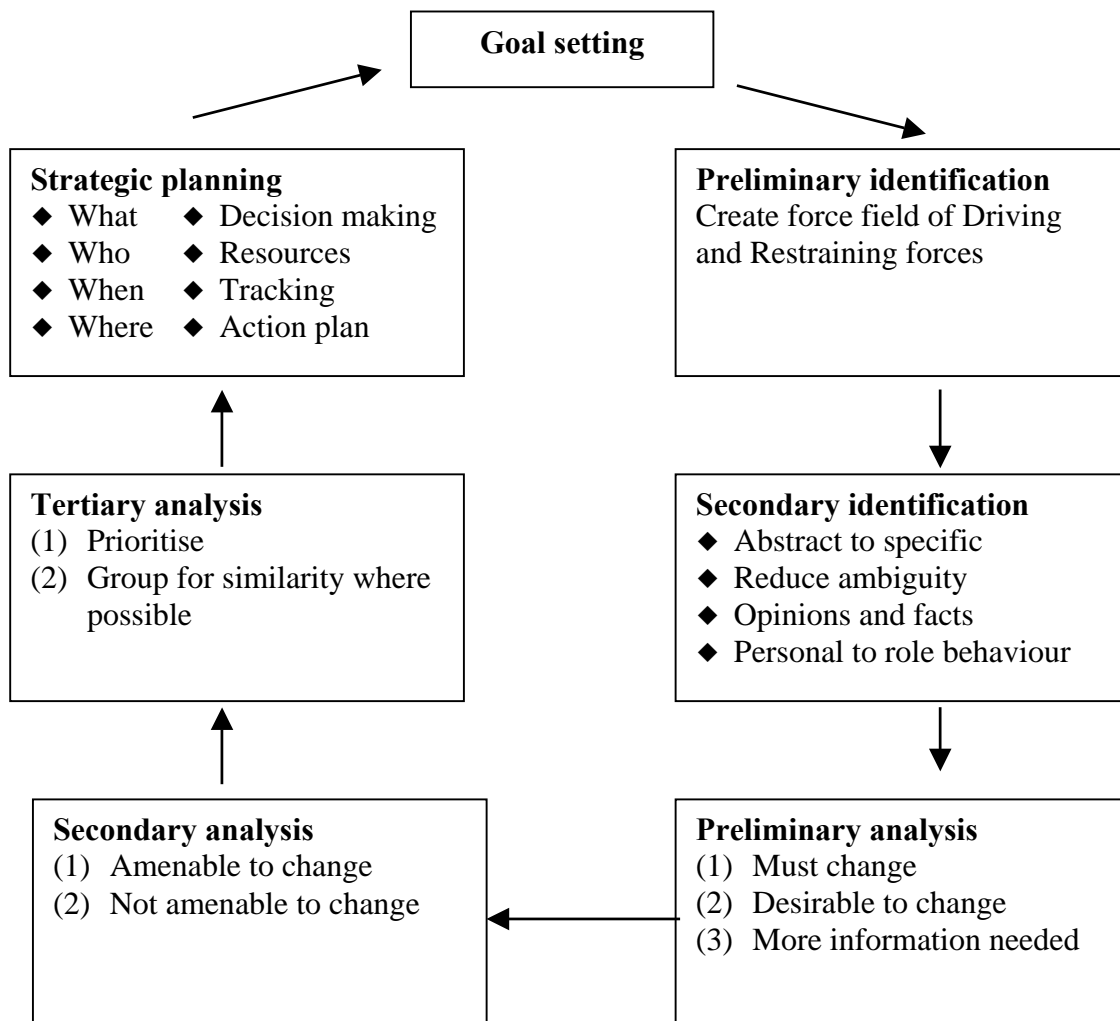 Goal setting
Strategic planning
◆ What ◆ Decision making
◆ Who ◆ Resources
◆ When ◆ Tracking
◆ Where ◆ Action plan
Preliminary identification
Create force field of Driving
and Restraining forces
Tertiary analysis
(1) Prioritise
(2) Group for similarity where
possible
Secondary identification
◆ Abstract to specific
◆ Reduce ambiguity
◆ Opinions and facts
◆ Personal to role behaviour
Secondary analysis
(1) Amenable to change
(2) Not amenable to change
Preliminary analysis
(1) Must change
(2) Desirable to change
(3) More information needed